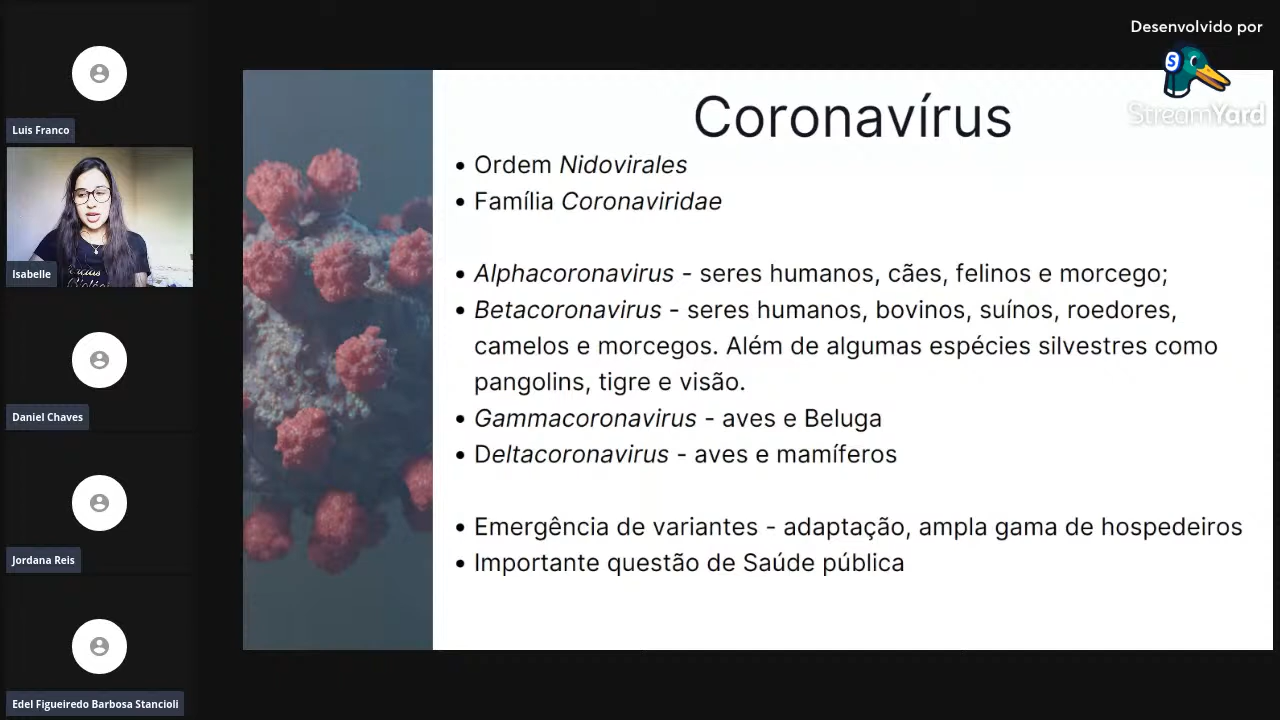 Desenvolvido por
StreamYard
Luis Franco
Isabelle
Daniel Chaves
Jordana Reis
Edel Figueiredo Barbosa Stancioli
Coronavírus
• Ordem Nidovirales
• Família Coronaviridae
• Alphacoronavirus - seres humanos, cães, felinos e morcego;
• Betacoronavirus - seres humanos, bovinos, suínos, roedores,
camelos e morcegos. Além de algumas espécies silvestres como
pangolins, tigre e visão.
• Gammacoronavirus - aves e Beluga
• Deltacoronavirus - aves e mamíferos
• Emergência de variantes - adaptação, ampla gama de hospedeiros
• Importante questão de Saúde pública